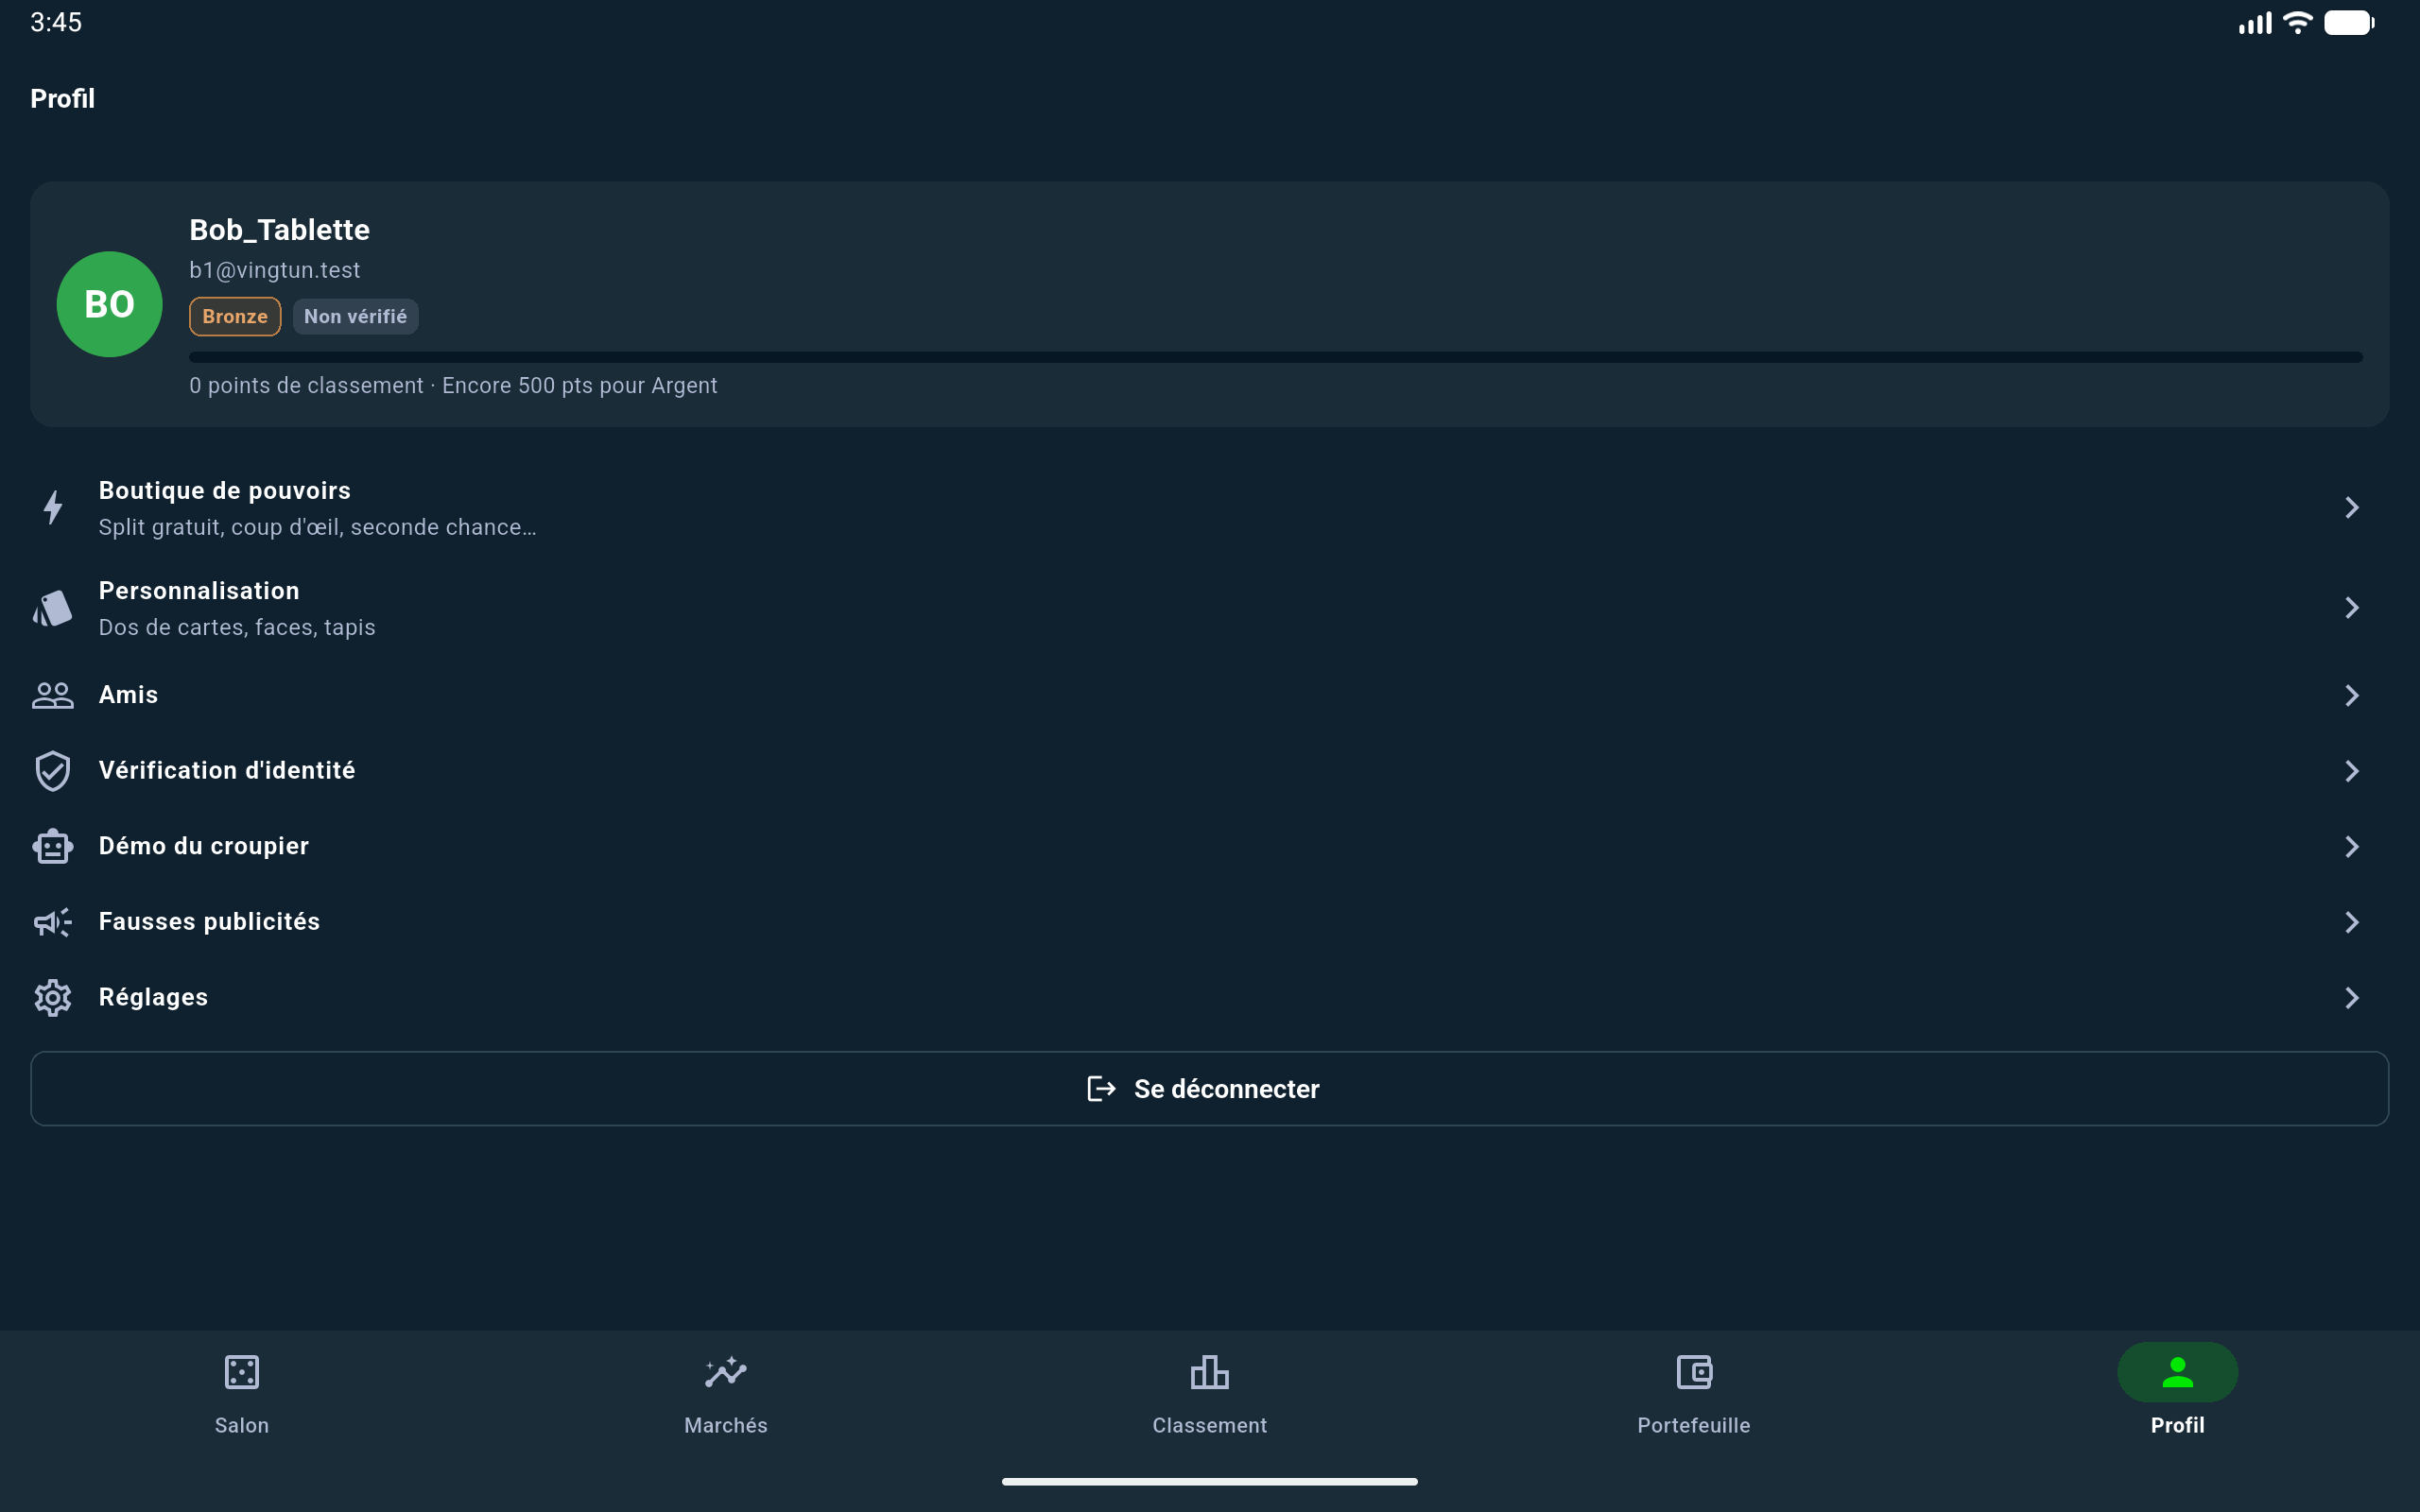 3:45
Profil
BO
Bob_Tablette
b1@vingtun.test
Bronze
Non vérifié
0 points de classement · Encore 500 pts pour Argent
Boutique de pouvoirs
Split gratuit, coup d'œil, seconde chance…
Personnalisation
Dos de cartes, faces, tapis
Amis
Vérification d'identité
Démo du croupier
Fausses publicités
Réglages
Se déconnecter
Salon
Marchés
Classement
Portefeuille
Profil